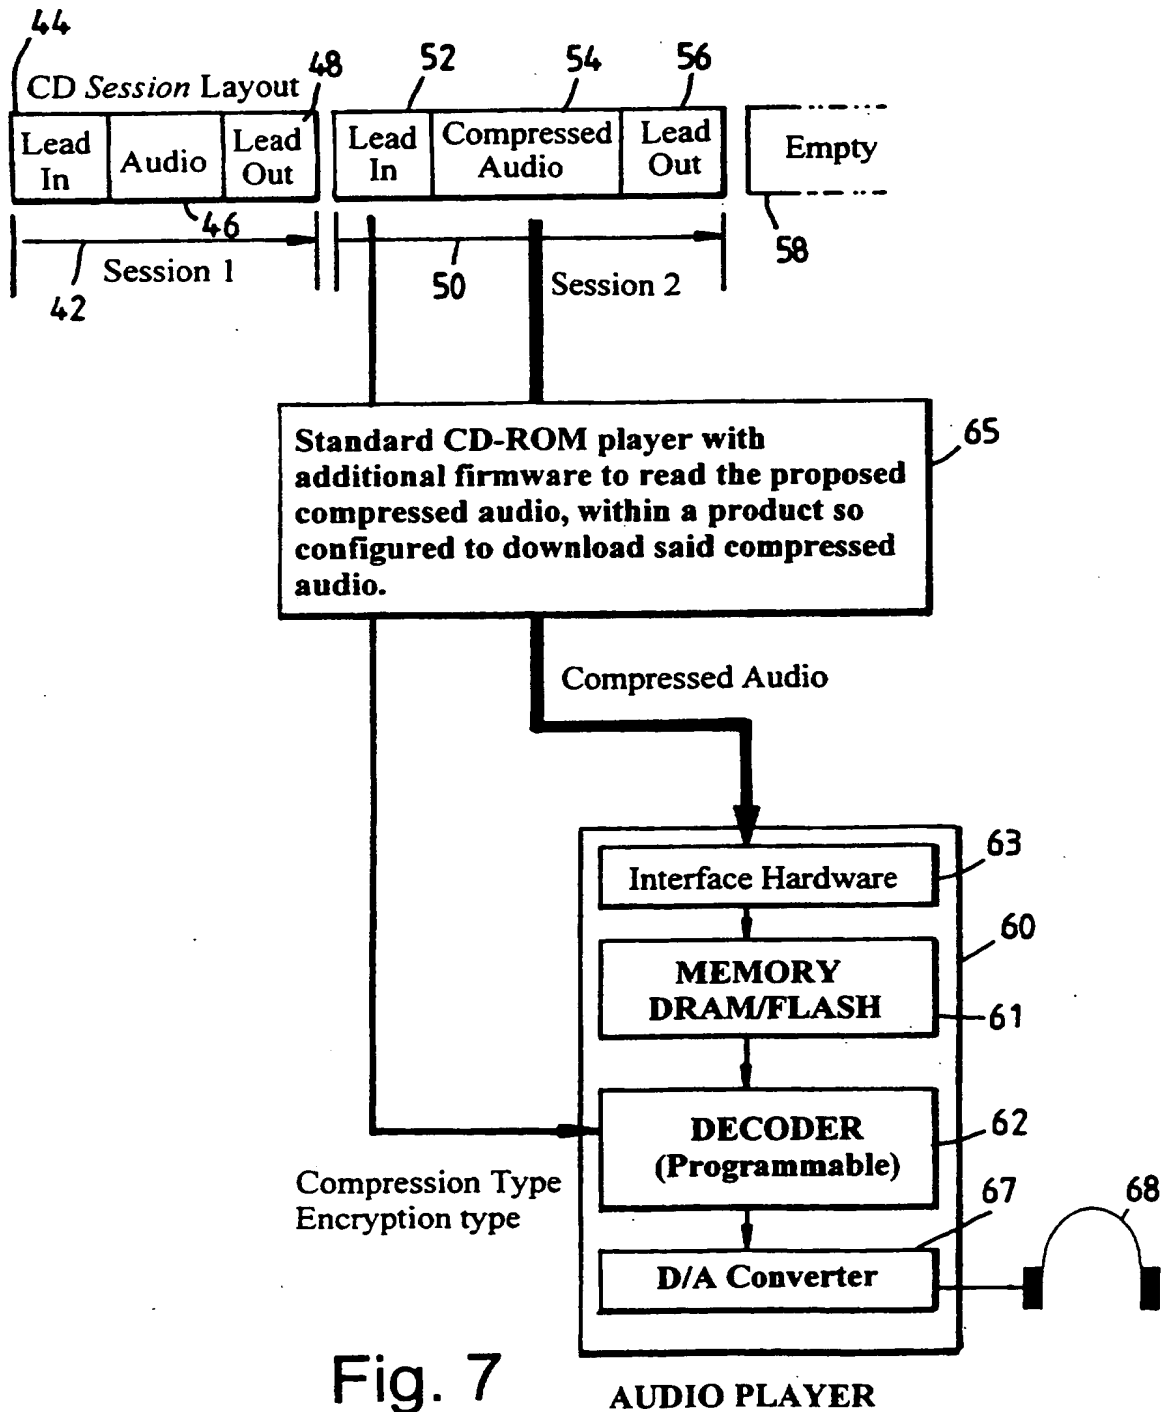 44
CD Session Layout
48
52
54
56
Lead In
Audio
Lead Out
Lead In
Compressed Audio
Lead Out
Empty
46
58
Session 1
42
50
Session 2
Standard CD-ROM player with
additional firmware to read the proposed
compressed audio, within a product so
configured to download said compressed
audio.
65
Compressed Audio
63
Interface Hardware
60
MEMORY
DRAM/FLASH
61
DECODER
(Programmable)
62
Compression Type
Encryption type
67
68
D/A Converter
Fig. 7
AUDIO PLAYER